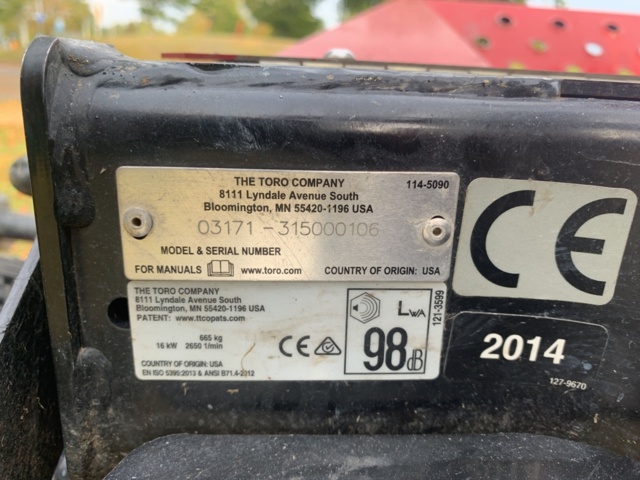 THE TORO COMPANY
114-5090
8111 Lyndale Avenue South
Bloomington, MN 55420-1196 USA
03171 - 315000106
MODEL & SERIAL NUMBER
FOR MANUALS www.toro.com
COUNTRY OF ORIGIN: USA
THE TORO COMPANY
8111 Lyndale Avenue South
Bloomington, MN 55420-1196 USA
PATENT: www.ttcopats.com
665 kg
16 kW 2650 1/min
COUNTRY OF ORIGIN: USA
EN ISO 5395:2013 & ANSI B71.4-2012
CE
LWA
98dB
121-3599
CE
2014
127-9670